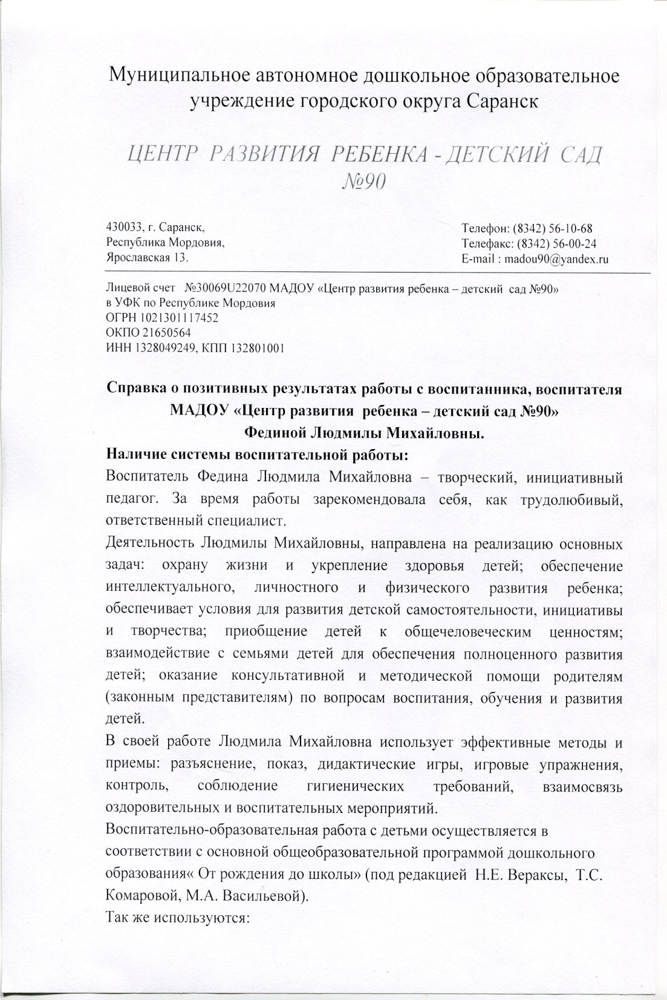 Муниципальное автономное дошкольное образовательное
учреждение городского округа Саранск
ЦЕНТР РАЗВИТИЯ РЕБЕНКА - ДЕТСКИЙ САД
№90
430033, г. Саранск,
Республика Мордовия,
Ярославская 13.
Телефон: (8342) 56-10-68
Телефакс: (8342) 56-00-24
E-mail : madou90@yandex.ru
Лицевой счет №30069U22070 МАДОУ «Центр развития ребенка – детский сад №90»
в УФК по Республике Мордовия
ОГРН 1021301117452
ОКПО 21650564
ИНН 1328049249, КПП 132801001
Справка о позитивных результатах работы с воспитанника, воспитателя
МАДОУ «Центр развития ребенка – детский сад №90»
Фединой Людмилы Михайловны.
Наличие системы воспитательной работы:
Воспитатель Федина Людмила Михайловна – творческий, инициативный
педагог. За время работы зарекомендовала себя, как трудолюбивый,
ответственный специалист.
Деятельность Людмилы Михайловны, направлена на реализацию основных
задач: охрану жизни и укрепление здоровья детей; обеспечение
интеллектуального, личностного и физического развития ребенка;
обеспечивает условия для развития детской самостоятельности, инициативы
и творчества; приобщение детей к общечеловеческим ценностям;
взаимодействие с семьями детей для обеспечения полноценного развития
детей; оказание консультативной и методической помощи родителям
(законным представителям) по вопросам воспитания, обучения и развития
детей.
В своей работе Людмила Михайловна использует эффективные методы и
приемы: разъяснение, показ, дидактические игры, игровые упражнения,
контроль, соблюдение гигиенических требований, взаимосвязь
оздоровительных и воспитательных мероприятий.
Воспитательно-образовательная работа с детьми осуществляется в
соответствии с основной общеобразовательной программой дошкольного
образования« От рождения до школы» (под редакцией Н.Е. Вераксы, Т.С.
Комаровой, М.А. Васильевой).
Так же используются: